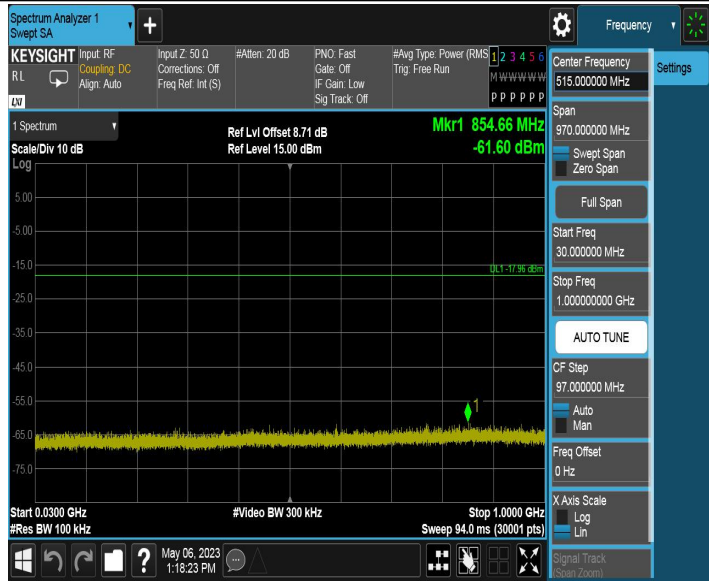 Spectrum Analyzer 1
Swept SA
+
Frequency
KEYSIGHT
RL
LXI
Input: RF
Coupling: DC
Align: Auto
Input Z: 50 Ω
Corrections: Off
Freq Ref: Int (S)
#Atten: 20 dB
PNO: Fast
Gate: Off
IF Gain: Low
Sig Track: Off
#Avg Type: Power (RMS
Trig: Free Run
1 2 3 4 5 6
M W W W W W
P P P P P P
Center Frequency
515.000000 MHz
Settings
Span
970.000000 MHz
Swept Span
Zero Span
Full Span
Start Freq
30.000000 MHz
Stop Freq
1.000000000 GHz
AUTO TUNE
CF Step
97.000000 MHz
Auto
Man
Freq Offset
0 Hz
X Axis Scale
Log
Lin
Signal Track
(Span Zoom)
1 Spectrum
Scale/Div 10 dB
Log
Ref Lvl Offset 8.71 dB
Ref Level 15.00 dBm
Mkr1 854.66 MHz
-61.60 dBm
5.00
-5.00
-15.0
DL1 -17.96 dBm
-25.0
-35.0
-45.0
-55.0
1
-65.0
-75.0
Start 0.0300 GHz
#Res BW 100 kHz
#Video BW 300 kHz
Stop 1.0000 GHz
Sweep 94.0 ms (30001 pts)
?
May 06, 2023
1:18:23 PM